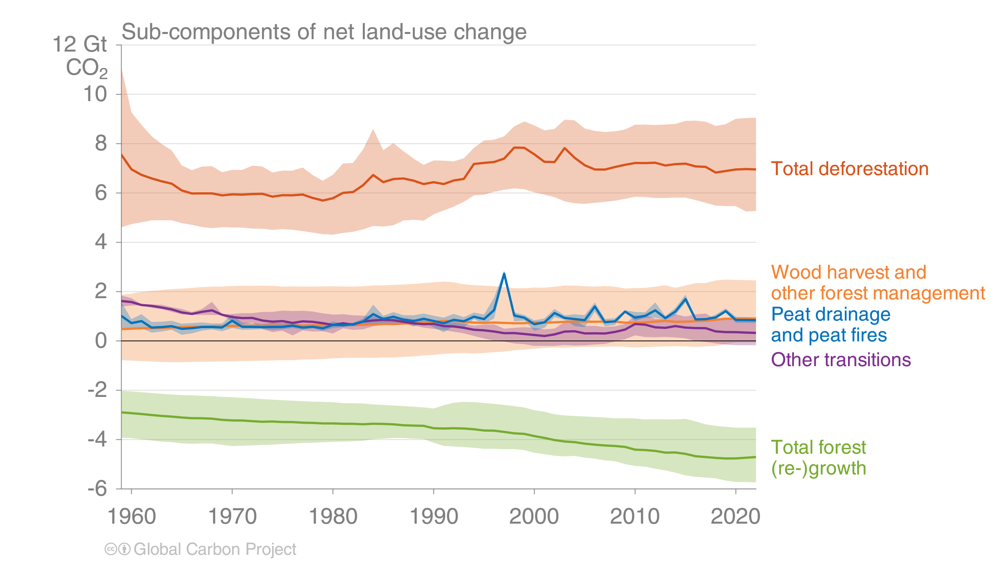 Sub-components of net land-use change
12 Gt
CO₂
10
8
6
4
2
0
-2
-4
-6
1960 1970 1980 1990 2000 2010 2020
Total deforestation
Wood harvest and
other forest management
Peat drainage
and peat fires
Other transitions
Total forest
(re-)growth
cc Global Carbon Project